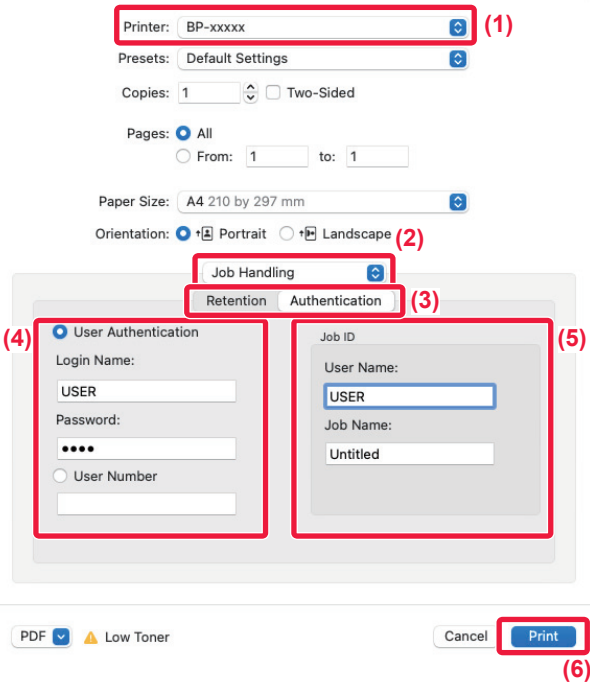 Printer: BP-xxxxx (1)
Presets: Default Settings
Copies: 1 Two-Sided
Pages: All
From: 1 to: 1
Paper Size: A4 210 by 297 mm
Orientation: Portrait Landscape (2)
Job Handling
Retention Authentication (3)
(4) User Authentication
Login Name:
USER
Password:
••••
User Number
Job ID (5)
User Name:
USER
Job Name:
Untitled
PDF Low Toner Cancel Print
(6)